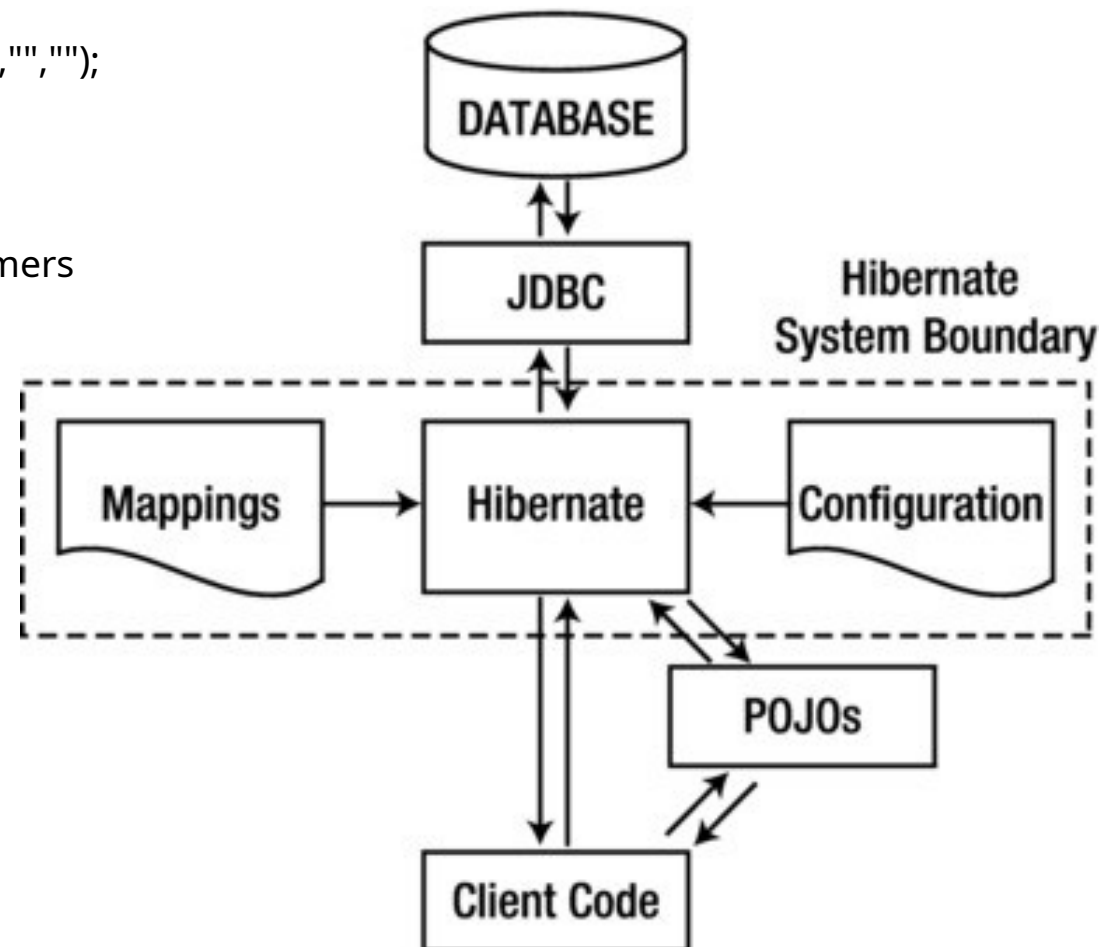 ,"","");
DATABASE
mers
JDBC
Hibernate
System Boundary
Mappings
Hibernate
Configuration
POJOs
Client Code